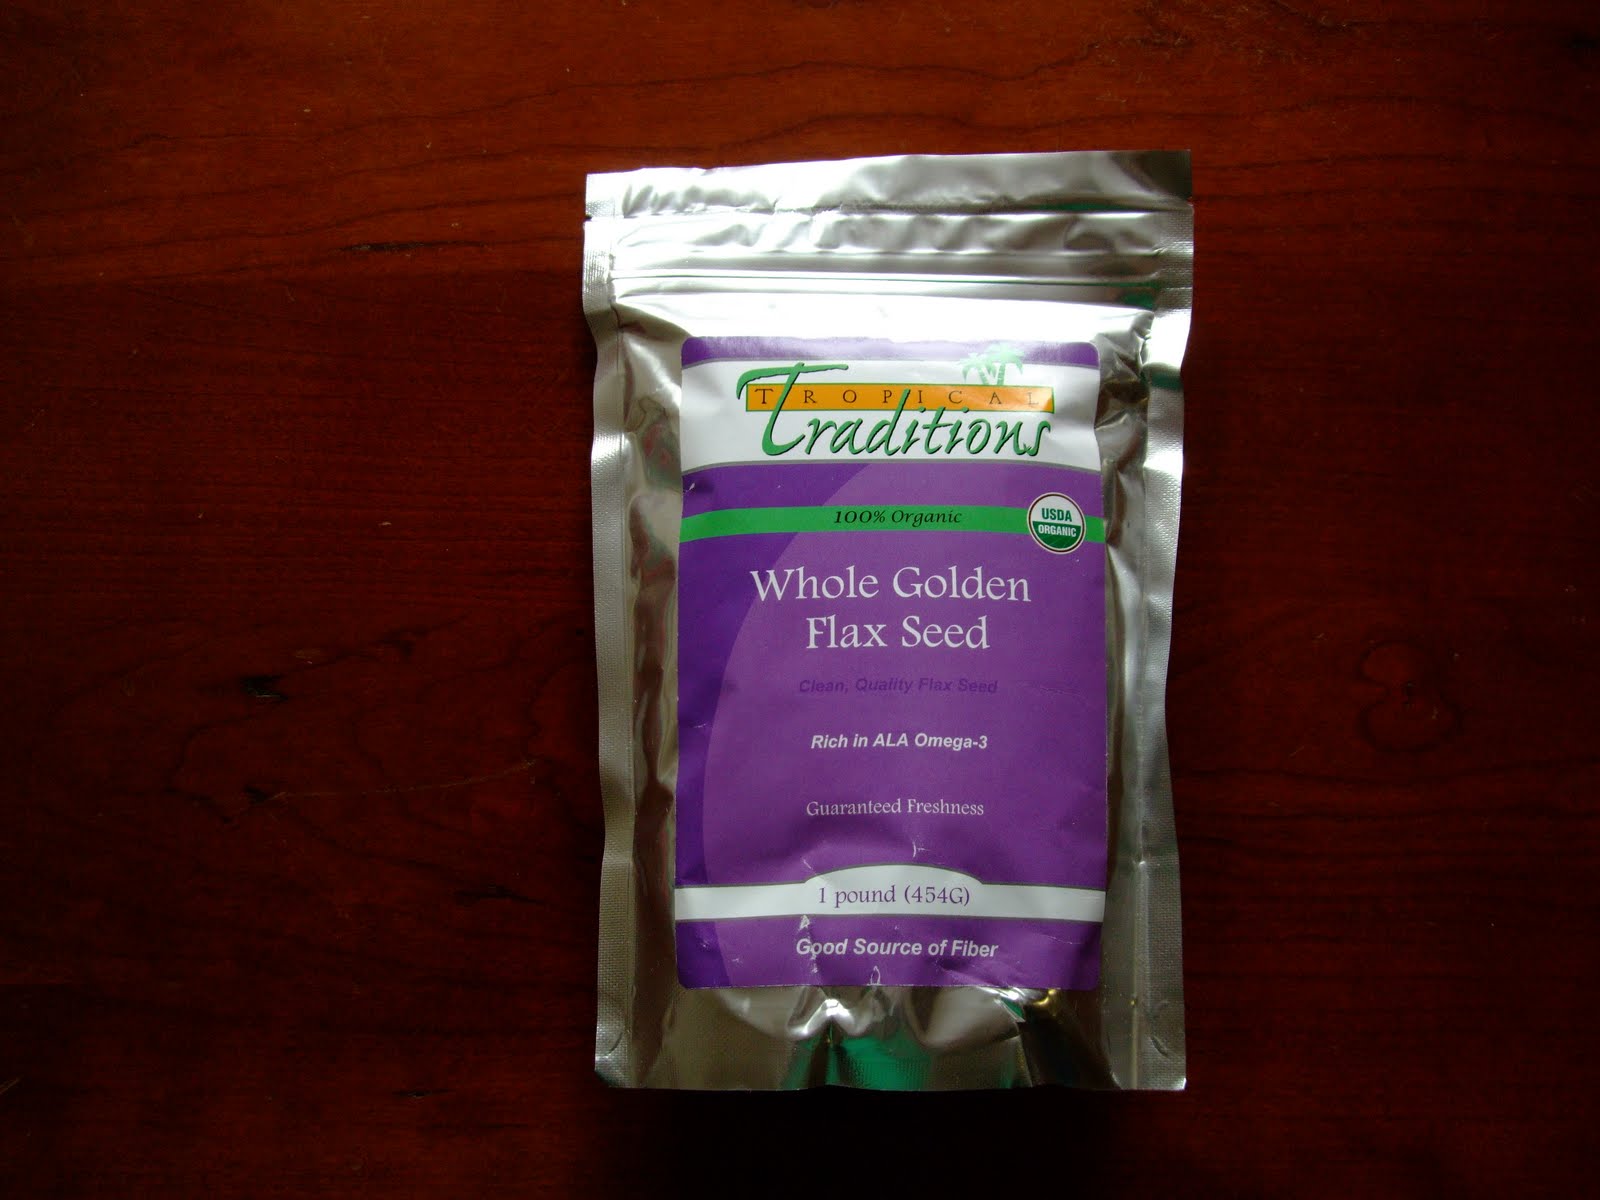 TROPICAL
Traditions
100% Organic
USDA
ORGANIC
Whole Golden
Flax Seed
Clean, Quality Flax Seed
Rich in ALA Omega-3
Guaranteed Freshness
1 pound (454G)
Good Source of Fiber